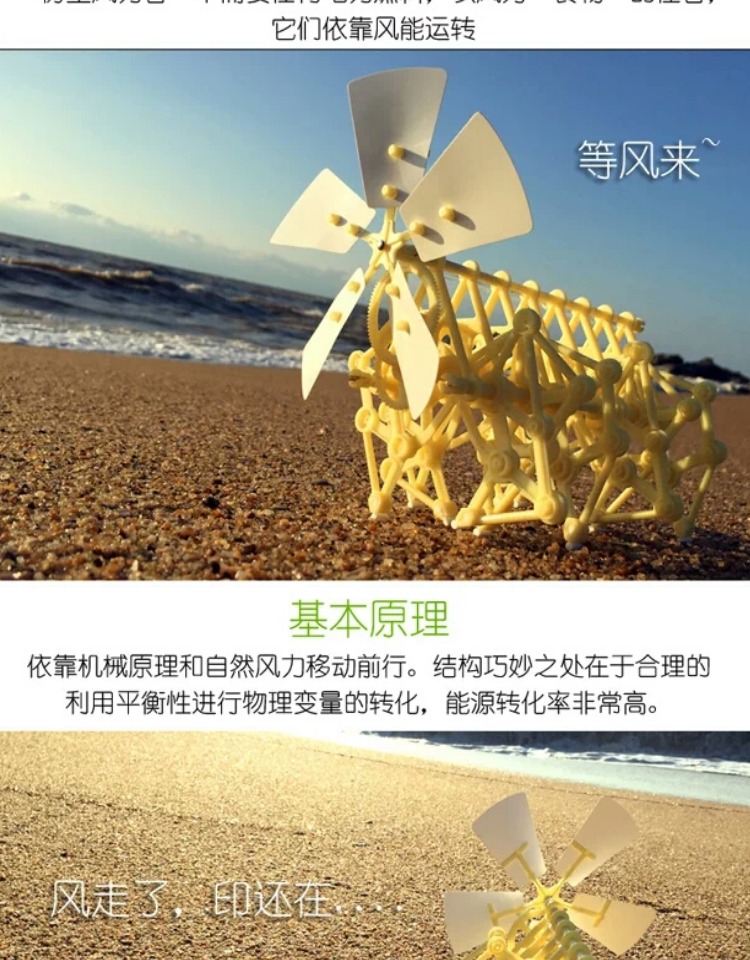 它们依靠风能运转
等风来~
基本原理
依靠机械原理和自然风力移动前行。结构巧妙之处在于合理的
利用平衡性进行物理变量的转化，能源转化率非常高。
风走了，印还在....